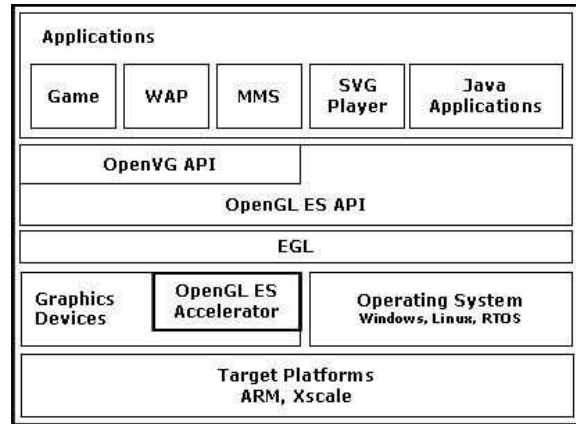 Applications
Game
WAP
MMS
SVG
Player
Java
Applications
OpenVG API
OpenGL ES API
EGL
Graphics
Devices
OpenGL ES
Accelerator
Operating System
Windows, Linux, RTOS
Target Platforms
ARM, Xscale